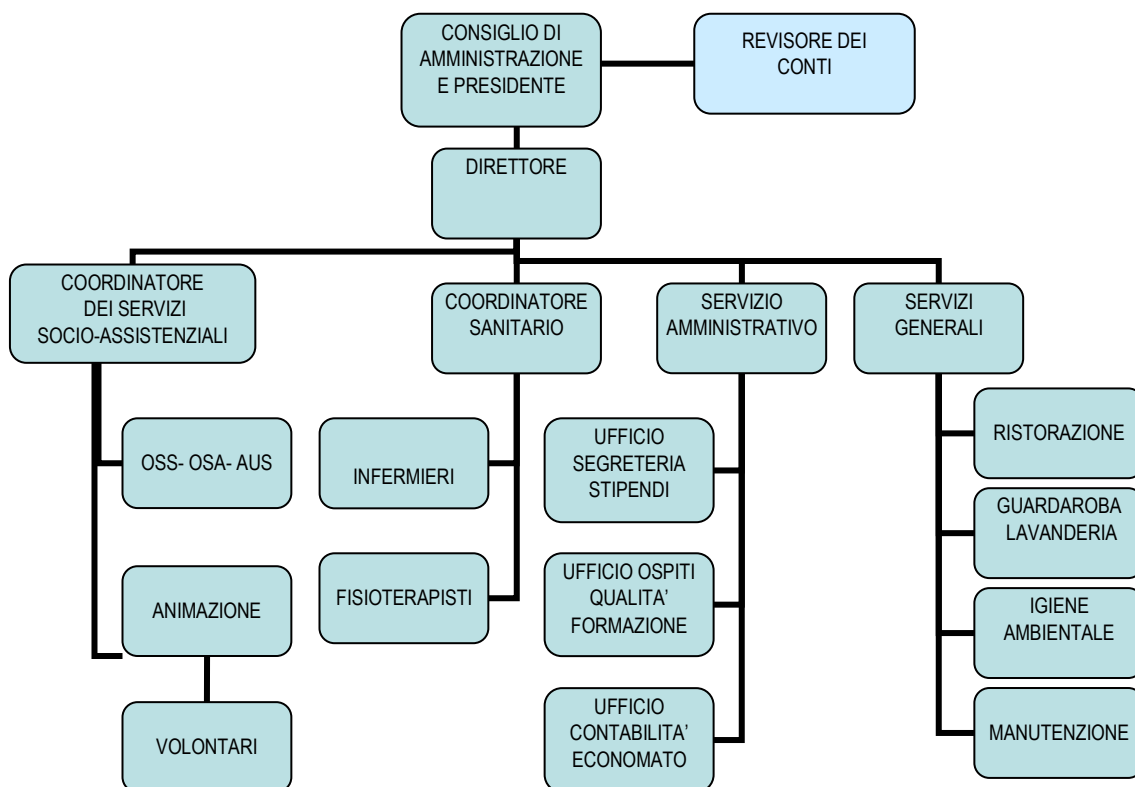 CONSIGLIO DI
AMMINISTRAZIONE
E PRESIDENTE
REVISORE DEI
CONTI
DIRETTORE
COORDINATORE
DEI SERVIZI
SOCIO-ASSISTENZIALI
COORDINATORE
SANITARIO
SERVIZIO
AMMINISTRATIVO
SERVIZI
GENERALI
OSS- OSA- AUS
ANIMAZIONE
VOLONTARI
INFERMIERI
FISIOTERAPISTI
UFFICIO
SEGRETERIA
STIPENDI
UFFICIO OSPITI
QUALITA’
FORMAZIONE
UFFICIO
CONTABILITA’
ECONOMATO
RISTORAZIONE
GUARDAROBA
LAVANDERIA
IGIENE
AMBIENTALE
MANUTENZIONE